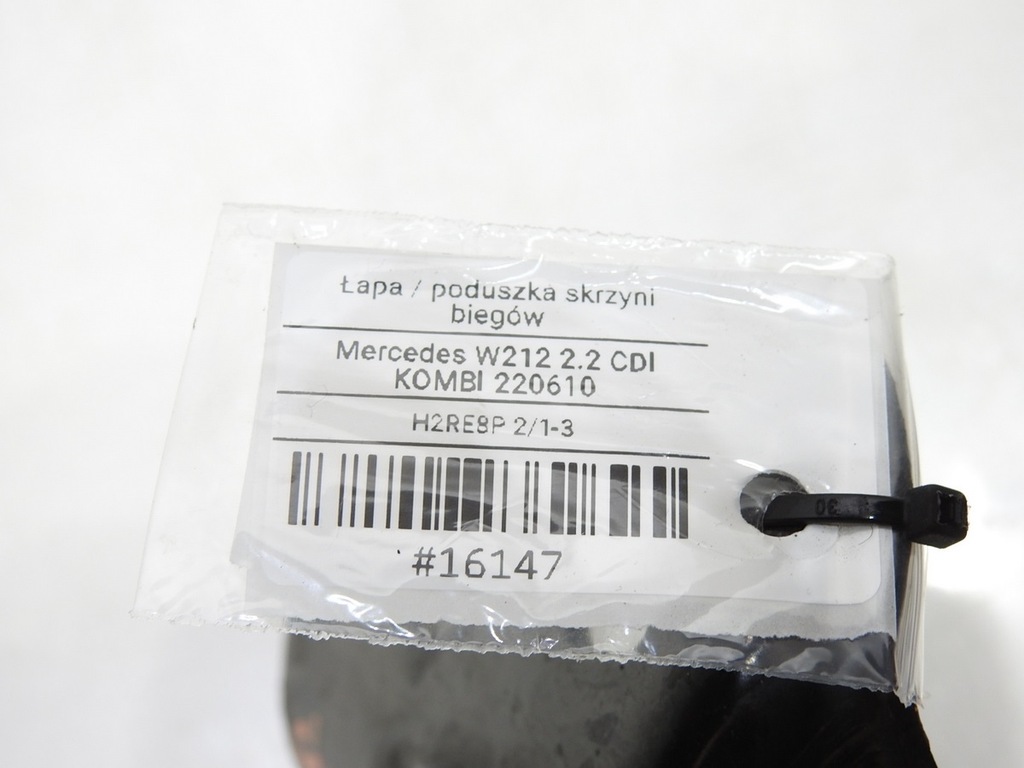 Łapa / poduszka skrzyni
biegów
Mercedes W212 2.2 CDI
KOMBI 220610
H2RE8P 2/1-3
#16147